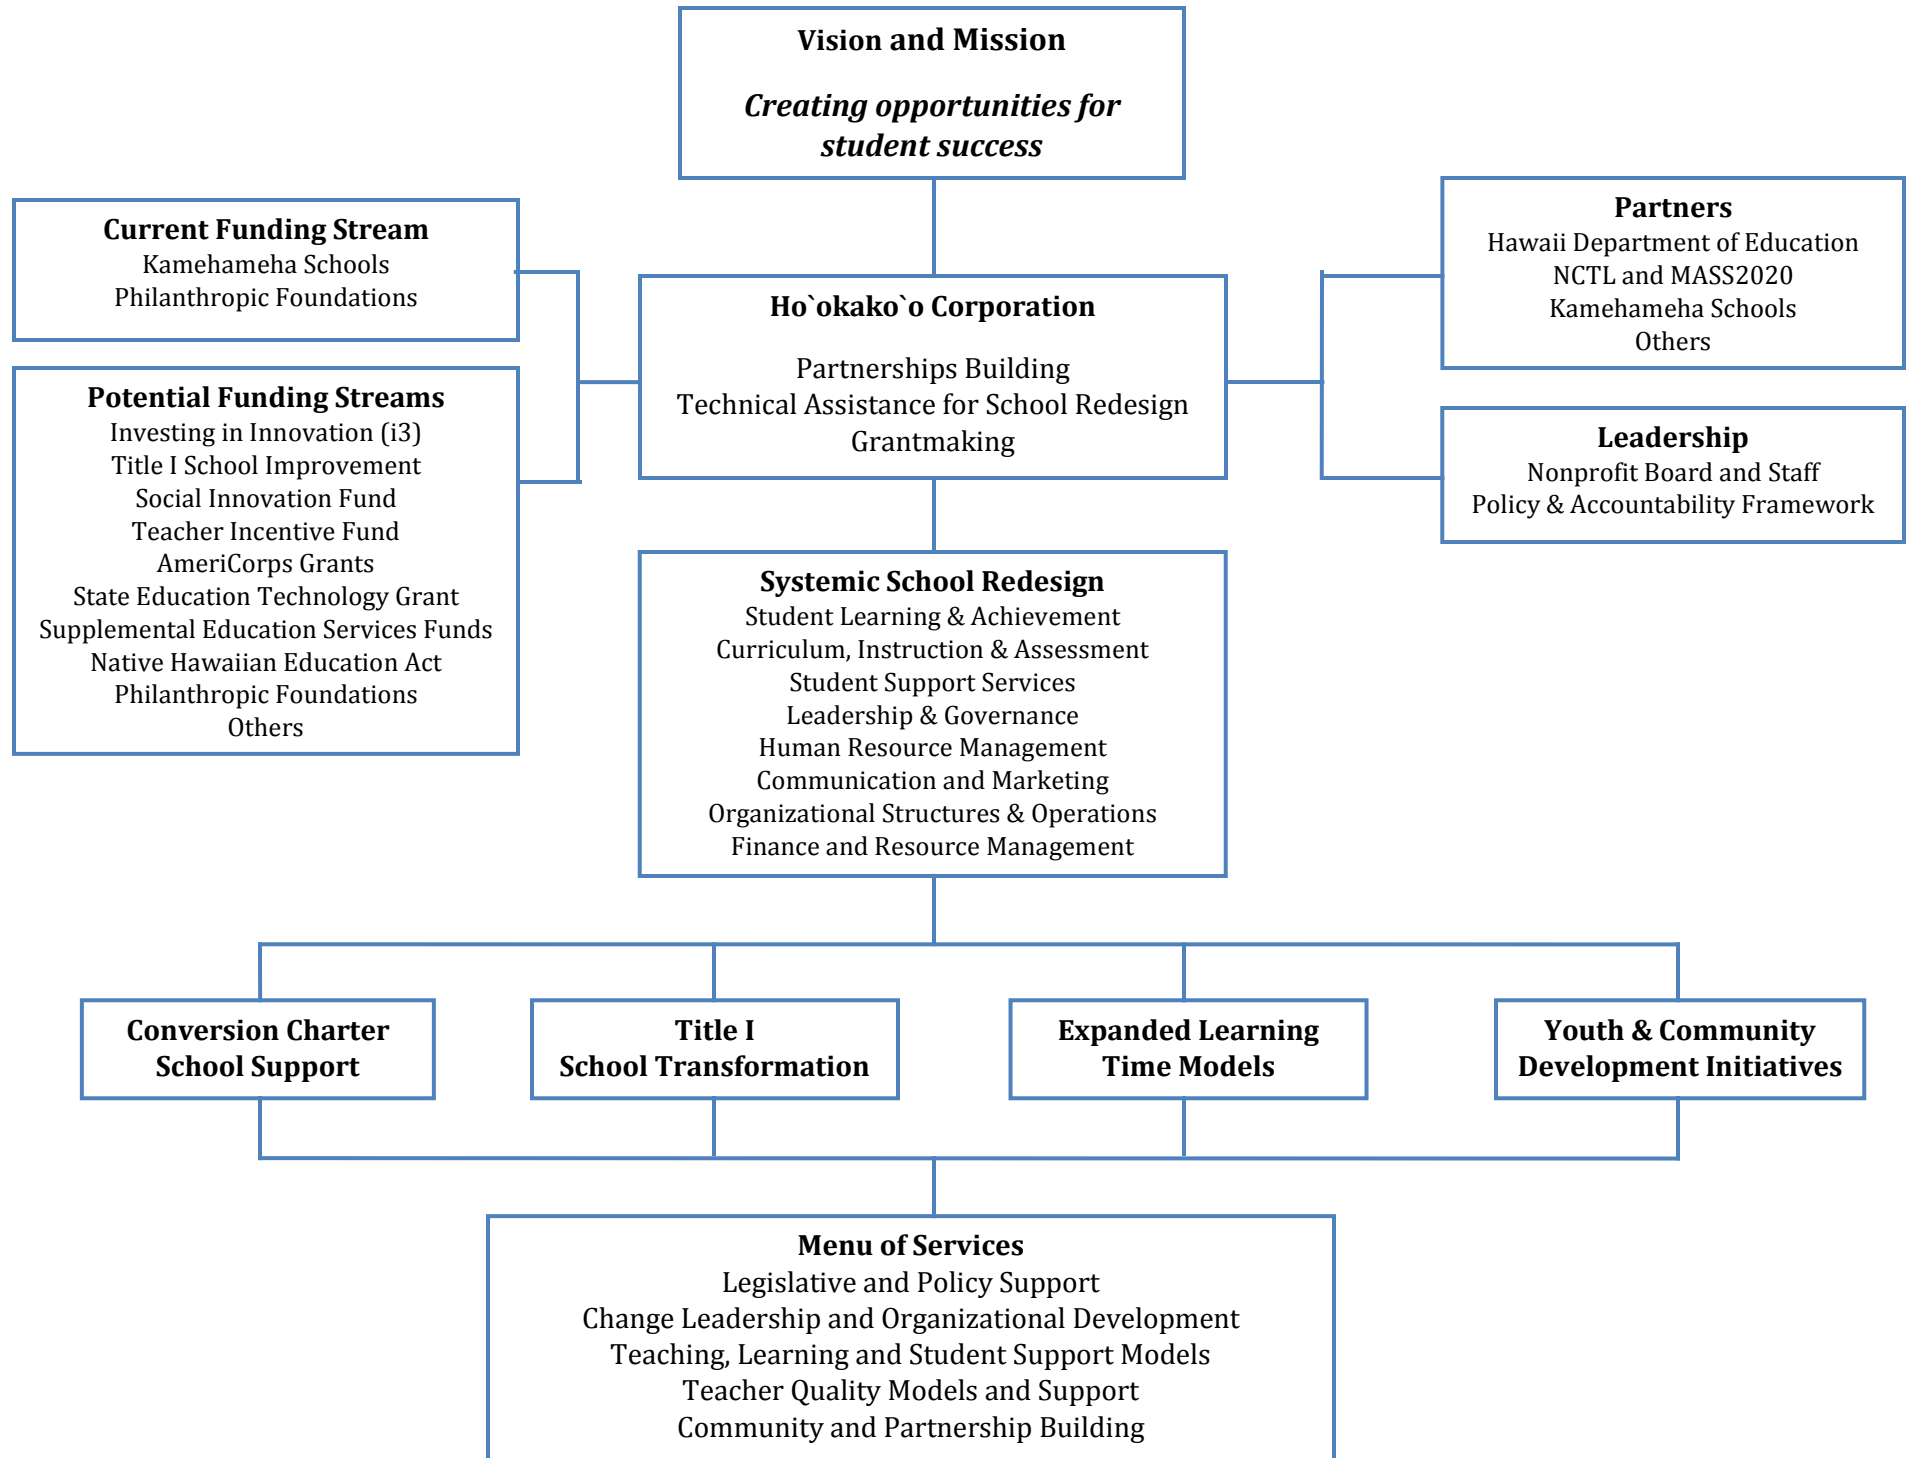 Vision and Mission
Creating opportunities for
student success
Current Funding Stream
Kamehameha Schools
Philanthropic Foundations
Potential Funding Streams
Investing in Innovation (i3)
Title I School Improvement
Social Innovation Fund
Teacher Incentive Fund
AmeriCorps Grants
State Education Technology Grant
Supplemental Education Services Funds
Native Hawaiian Education Act
Philanthropic Foundations
Others
Ho`okako`o Corporation
Partnerships Building
Technical Assistance for School Redesign
Grantmaking
Partners
Hawaii Department of Education
NCTL and MASS2020
Kamehameha Schools
Others
Leadership
Nonprofit Board and Staff
Policy & Accountability Framework
Systemic School Redesign
Student Learning & Achievement
Curriculum, Instruction & Assessment
Student Support Services
Leadership & Governance
Human Resource Management
Communication and Marketing
Organizational Structures & Operations
Finance and Resource Management
Conversion Charter
School Support
Title I
School Transformation
Expanded Learning
Time Models
Youth & Community
Development Initiatives
Menu of Services
Legislative and Policy Support
Change Leadership and Organizational Development
Teaching, Learning and Student Support Models
Teacher Quality Models and Support
Community and Partnership Building